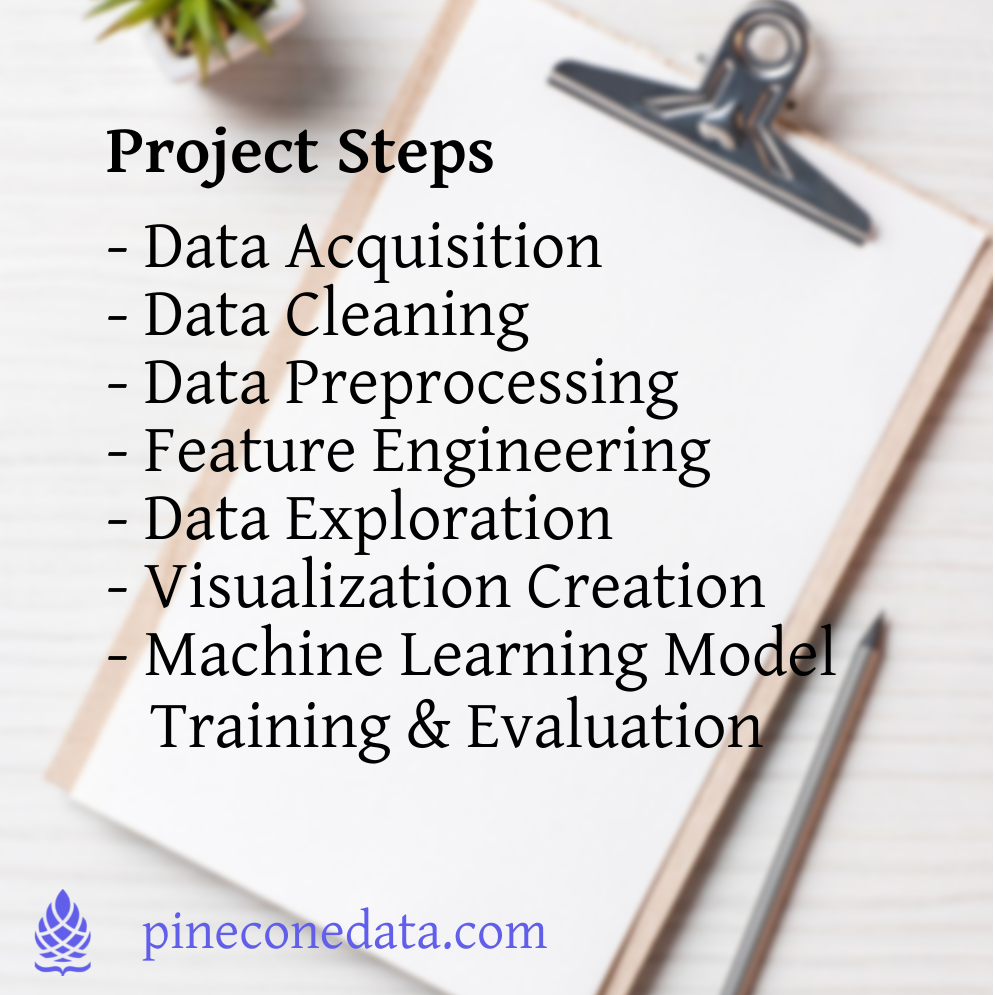 Project Steps
- Data Acquisition
- Data Cleaning
- Data Preprocessing
- Feature Engineering
- Data Exploration
- Visualization Creation
- Machine Learning Model
Training & Evaluation
pineconedata.com